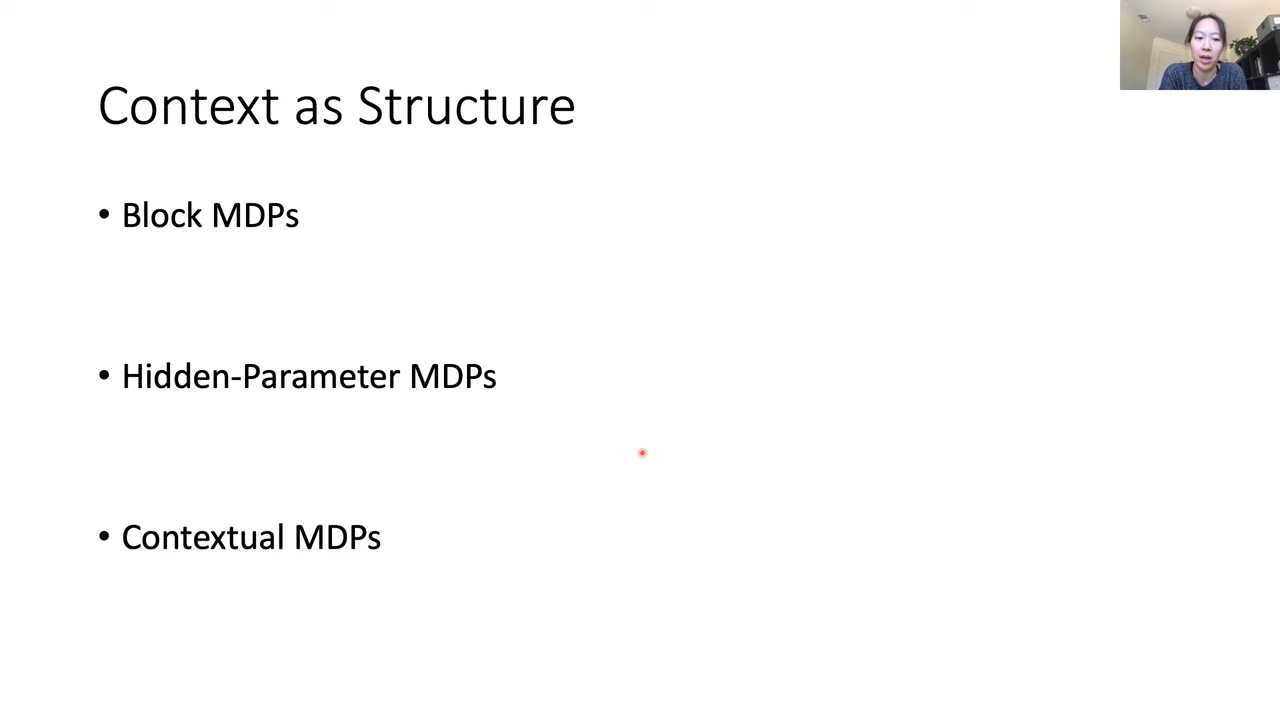 Context as Structure
• Block MDPs
• Hidden-Parameter MDPs
• Contextual MDPs